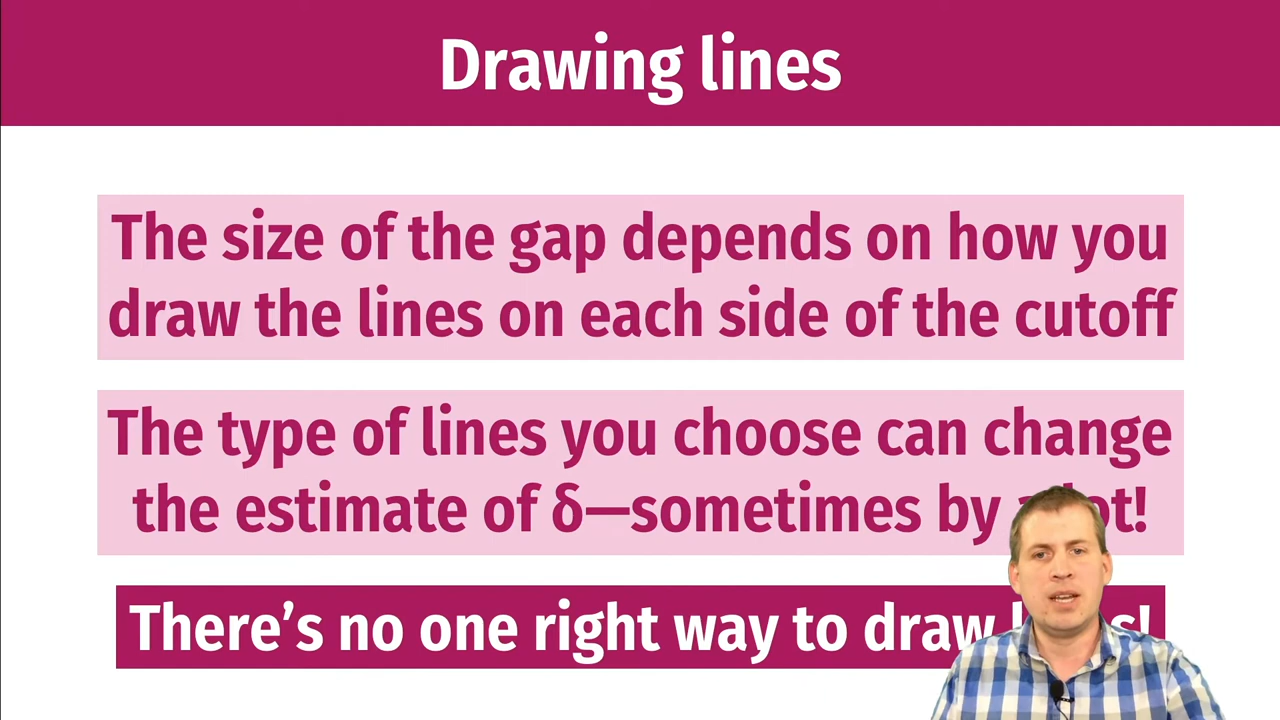 Drawing lines
The size of the gap depends on how you
draw the lines on each side of the cutoff
The type of lines you choose can change
the estimate of δ—sometimes by a lot!
There's no one right way to draw